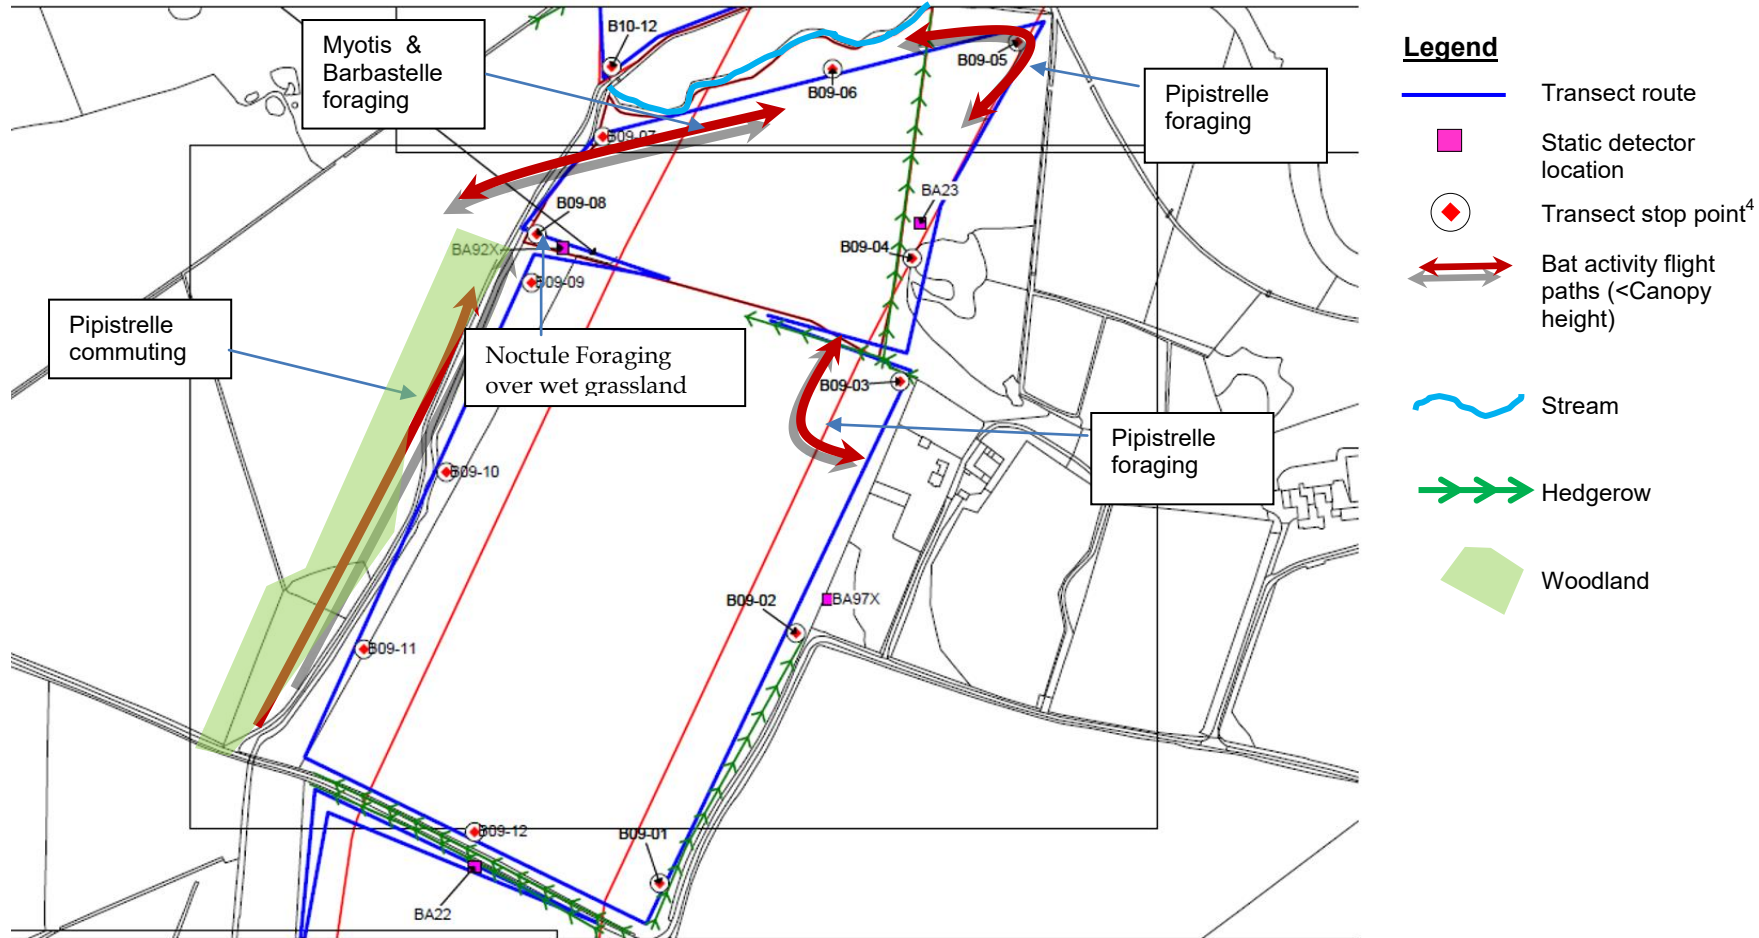 Myotis &
Barbastelle
foraging
B10-12
B09-05
B09-06
Pipistrelle
foraging
B09-07
B09-08
BA23
BA92X
B09-04
B09-09
Pipistrelle
commuting
Noctule Foraging
over wet grassland
B09-03
Pipistrelle
foraging
B09-10
B09-02
BA97X
B09-11
B09-12
B09-01
BA22
Legend
Transect route
Static detector
location
Transect stop point4
Bat activity flight
paths (<Canopy
height)
Stream
Hedgerow
Woodland